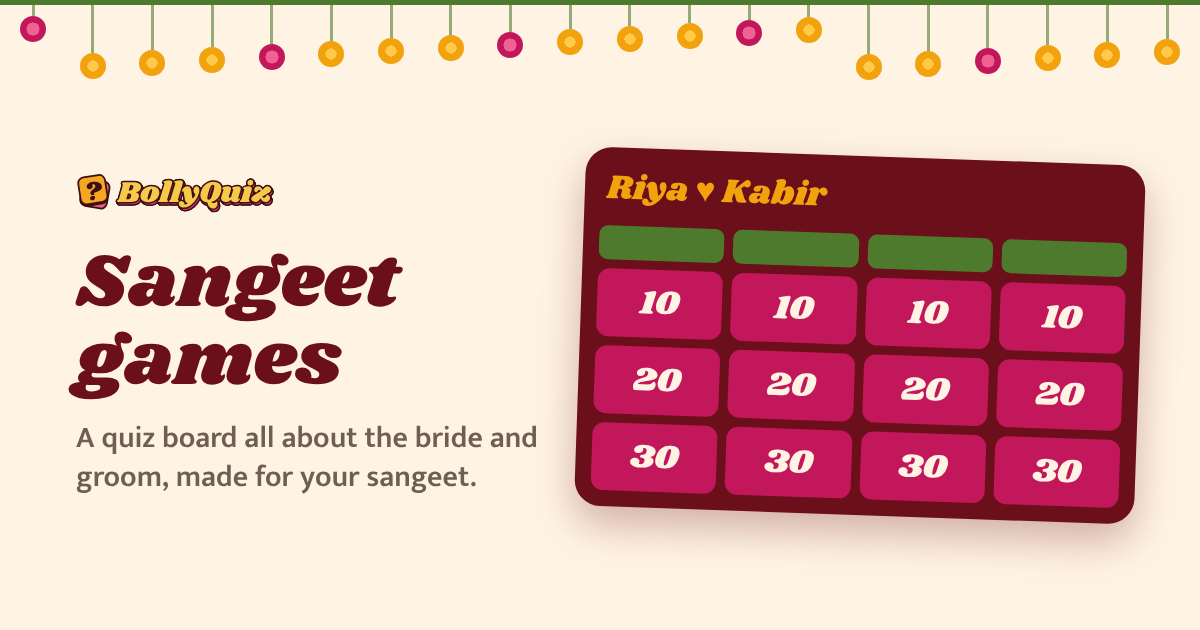 ?
BollyQuiz
Sangeet
games
A quiz board all about the bride and
groom, made for your sangeet.
Riya ♥ Kabir
10 10 10 10
20 20 20 20
30 30 30 30